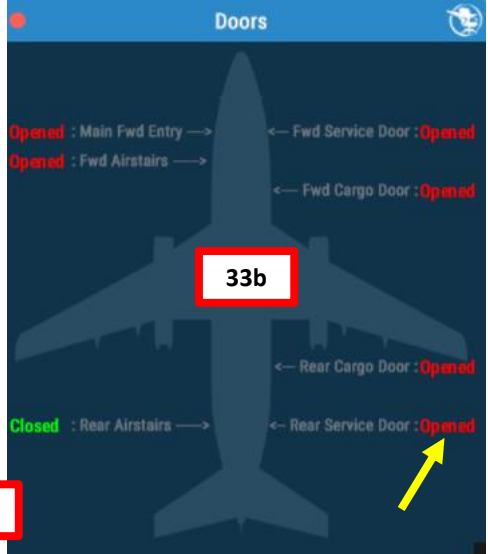 Doors
Opened : Main Fwd Entry ---> <--- Fwd Service Door : Opened
Opened : Fwd Airstairs ---->
<--- Fwd Cargo Door : Opened
33b
<--- Rear Cargo Door : Opened
Closed : Rear Airstairs ----> <-- Rear Service Door : Opened